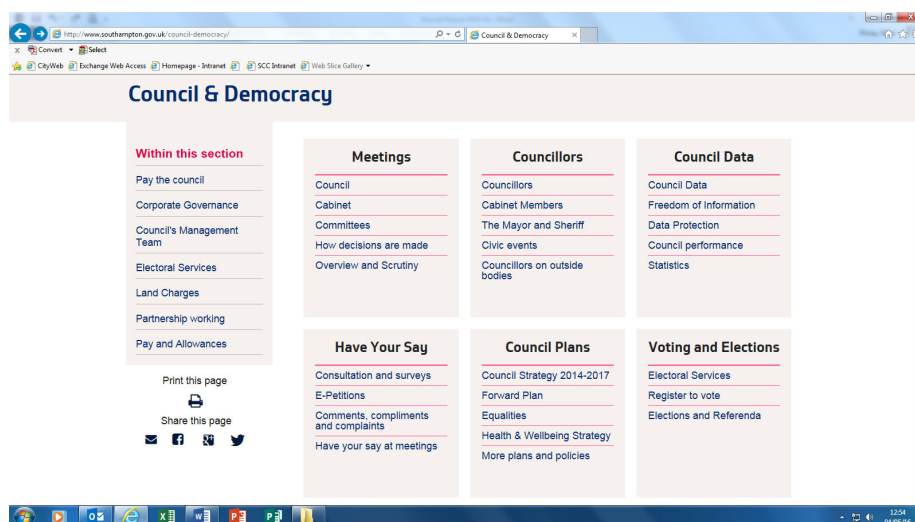 http://www.southampton.gov.uk/council-democracy/
Council & Democracy
x Convert Select
CityWeb Exchange Web Access Homepage - Intranet SCC Intranet Web Slice Gallery
Council & Democracy
Within this section
Pay the council
Corporate Governance
Council's Management
Team
Electoral Services
Land Charges
Partnership working
Pay and Allowances
Print this page
Share this page
Meetings
Council
Cabinet
Committees
How decisions are made
Overview and Scrutiny
Councillors
Councillors
Cabinet Members
The Mayor and Sheriff
Civic events
Councillors on outside
bodies
Council Data
Council Data
Freedom of Information
Data Protection
Council performance
Statistics
Have Your Say
Consultation and surveys
E-Petitions
Comments, compliments
and complaints
Have your say at meetings
Council Plans
Council Strategy 2014-2017
Forward Plan
Equalities
Health & Wellbeing Strategy
More plans and policies
Voting and Elections
Electoral Services
Register to vote
Elections and Referenda
12:54
04/05/16